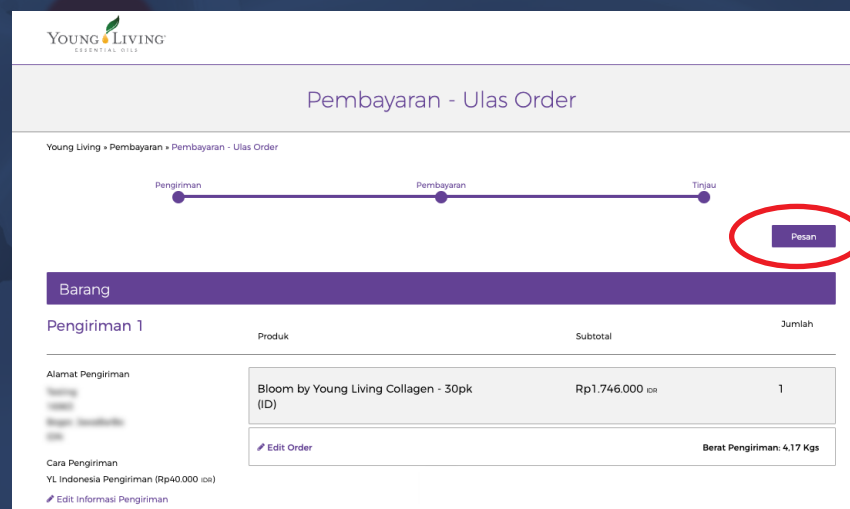 YOUNG LIVING
ESSENTIAL OILS
Pembayaran - Ulas Order
Young Living » Pembayaran » Pembayaran - Ulas Order
Pengiriman
Pembayaran
Tinjau
Pesan
Barang
Pengiriman 1
Produk
Subtotal
Jumlah
Alamat Pengiriman
Bloom by Young Living Collagen - 30pk
(ID)
Rp1.746.000 IDR
1
Edit Order
Berat Pengiriman: 4,17 Kgs
Cara Pengiriman
YL Indonesia Pengiriman (Rp40.000 IDR)
Edit Informasi Pengiriman